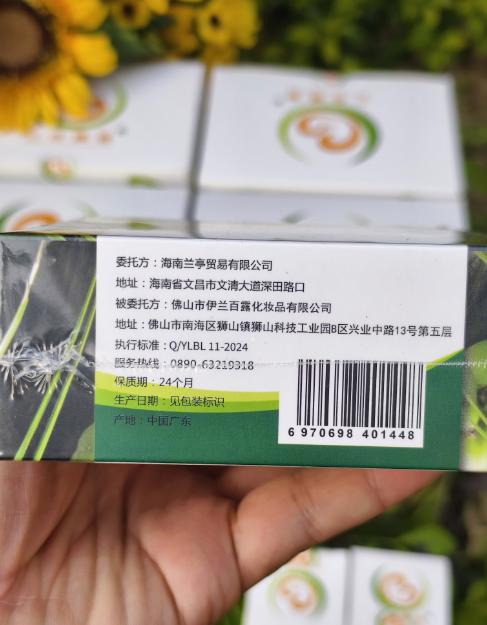 委托方：海南兰亭贸易有限公司
地址：海南省文昌市文清大道深田路口
被委托方：佛山市伊兰百露化妆品有限公司
地址：佛山市南海区狮山镇狮山科技工业园B区兴业中路13号第五层
执行标准：Q/YLBL 11-2024
服务热线：0890-63219318
保质期：24个月
生产日期：见包装标识
产地：中国广东
6 970698 401448